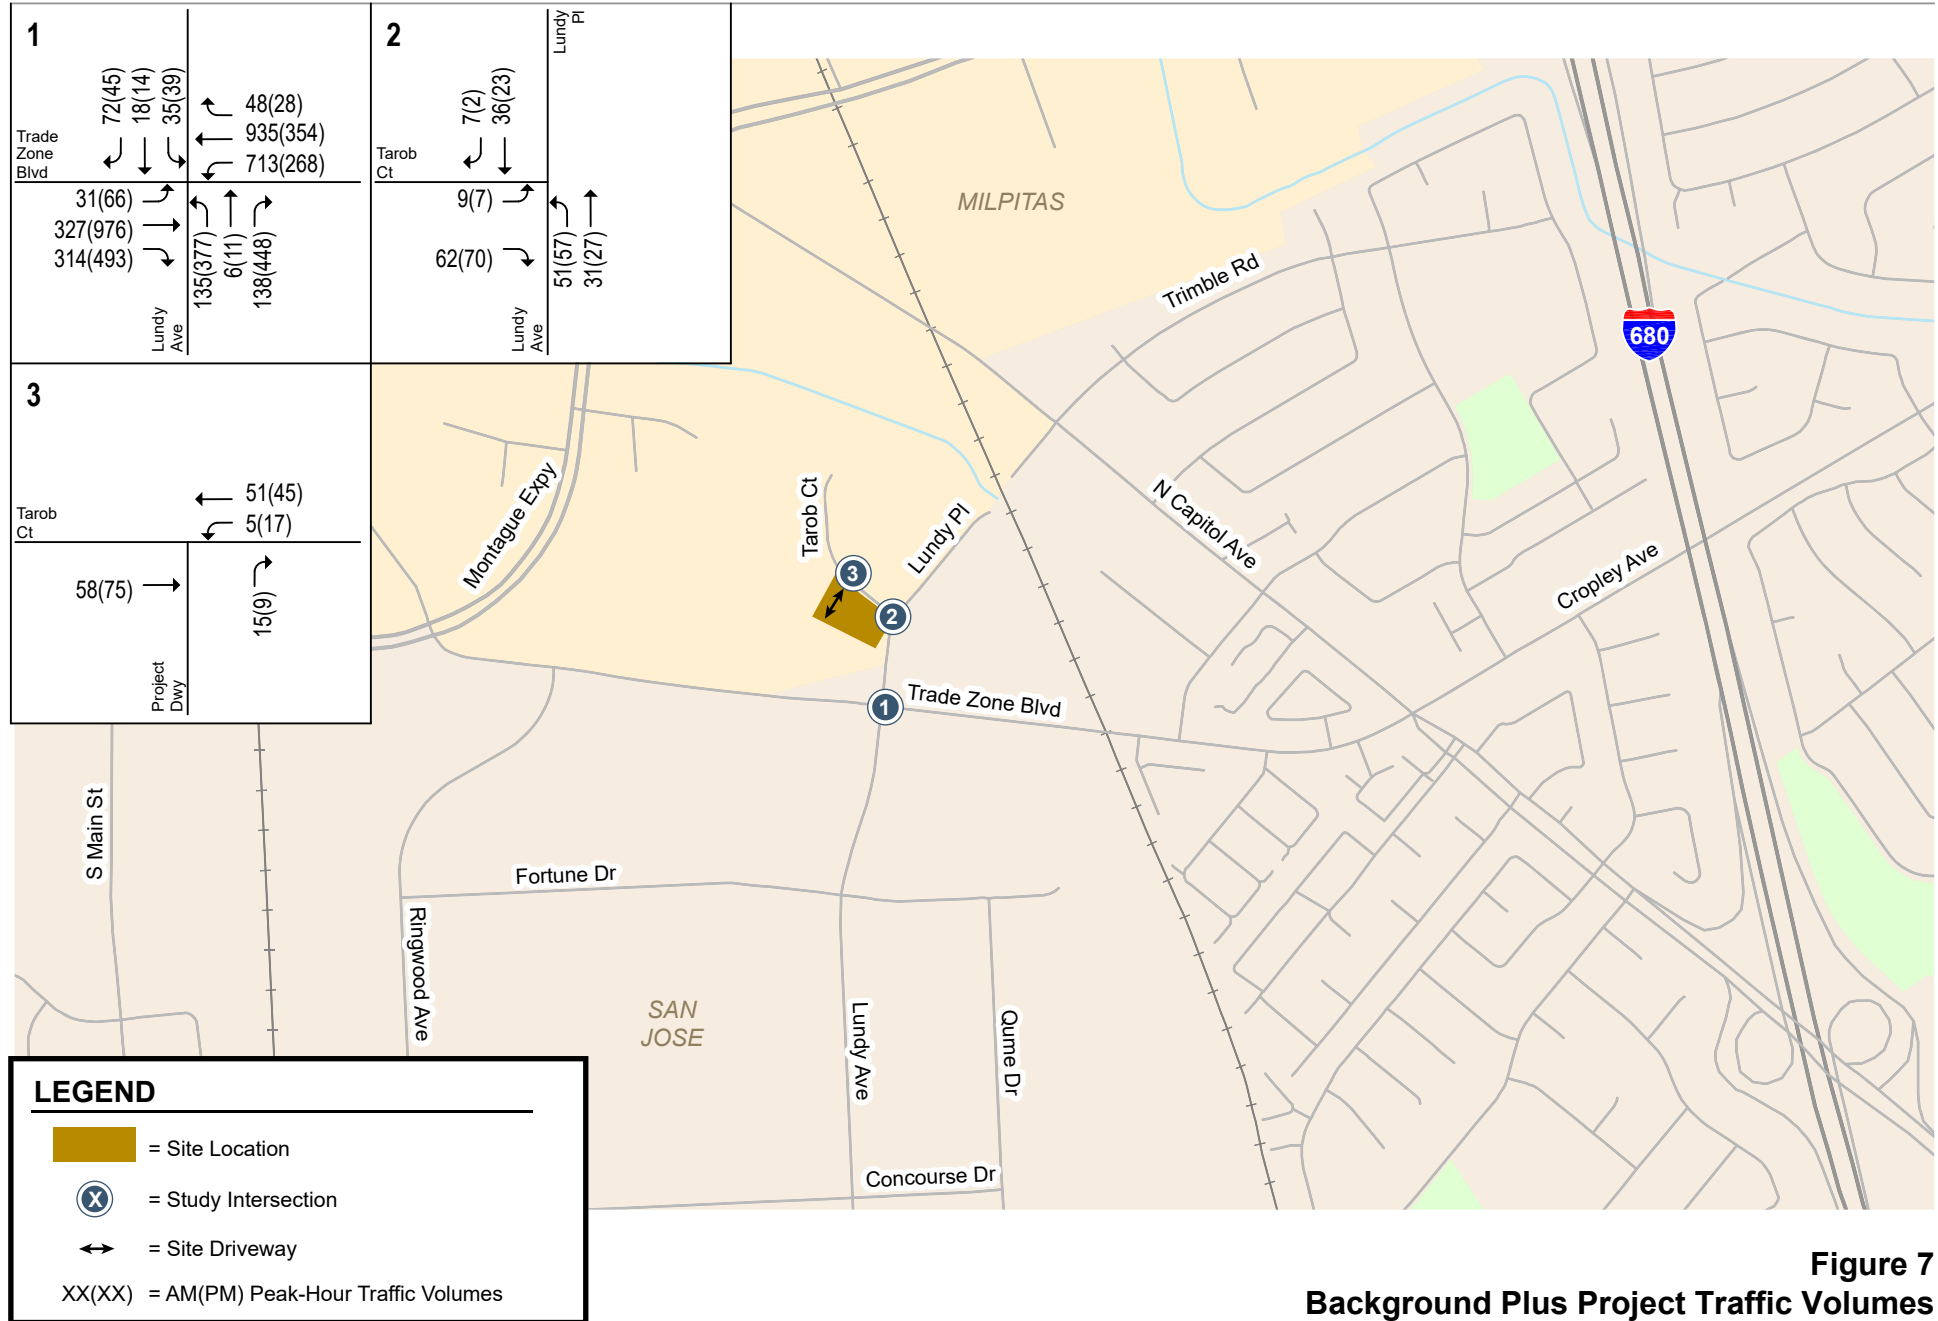 1
72(45)
18(14)
35(39)
48(28)
935(354)
713(268)
Trade
Zone
Blvd
31(66)
327(976)
314(493)
135(377)
6(11)
138(448)
Lundy
Ave
2
Lundy
Pl
7(2)
36(23)
Tarob
Ct
9(7)
62(70)
51(57)
31(27)
Lundy
Ave
3
51(45)
5(17)
Tarob
Ct
58(75)
15(9)
Project
Dwy
MILPITAS
Trimble Rd
680
Montague Expy
Tarob Ct
Lundy Pl
N Capitol Ave
Cropley Ave
3
2
1
Trade Zone Blvd
S Main St
Fortune Dr
Ringwood Ave
SAN
JOSE
Lundy Ave
Qume Dr
Concourse Dr
LEGEND
= Site Location
X = Study Intersection
= Site Driveway
XX(XX) = AM(PM) Peak-Hour Traffic Volumes
Figure 7
Background Plus Project Traffic Volumes